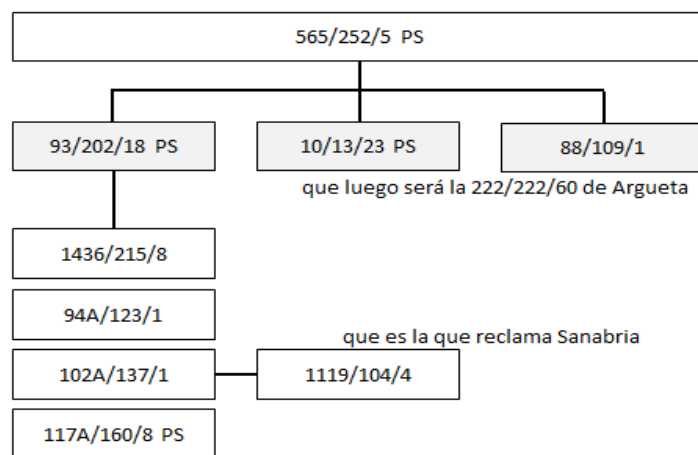 565/252/5 PS
93/202/18 PS
10/13/23 PS
88/109/1
que luego será la 222/222/60 de Argueta
1436/215/8
94A/123/1
que es la que reclama Sanabria
102A/137/1
1119/104/4
117A/160/8 PS